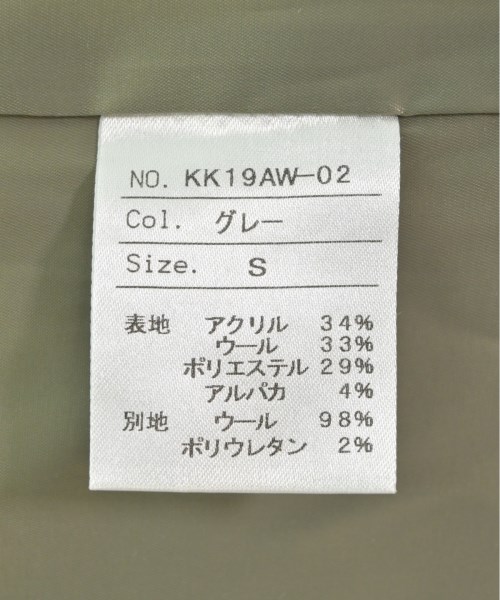 NO. KK19AW-02
Col. グレー
Size. S
表地 アクリル 34%
ウール 33%
ポリエステル 29%
アルパカ 4%
別地 ウール 98%
ポリウレタン 2%